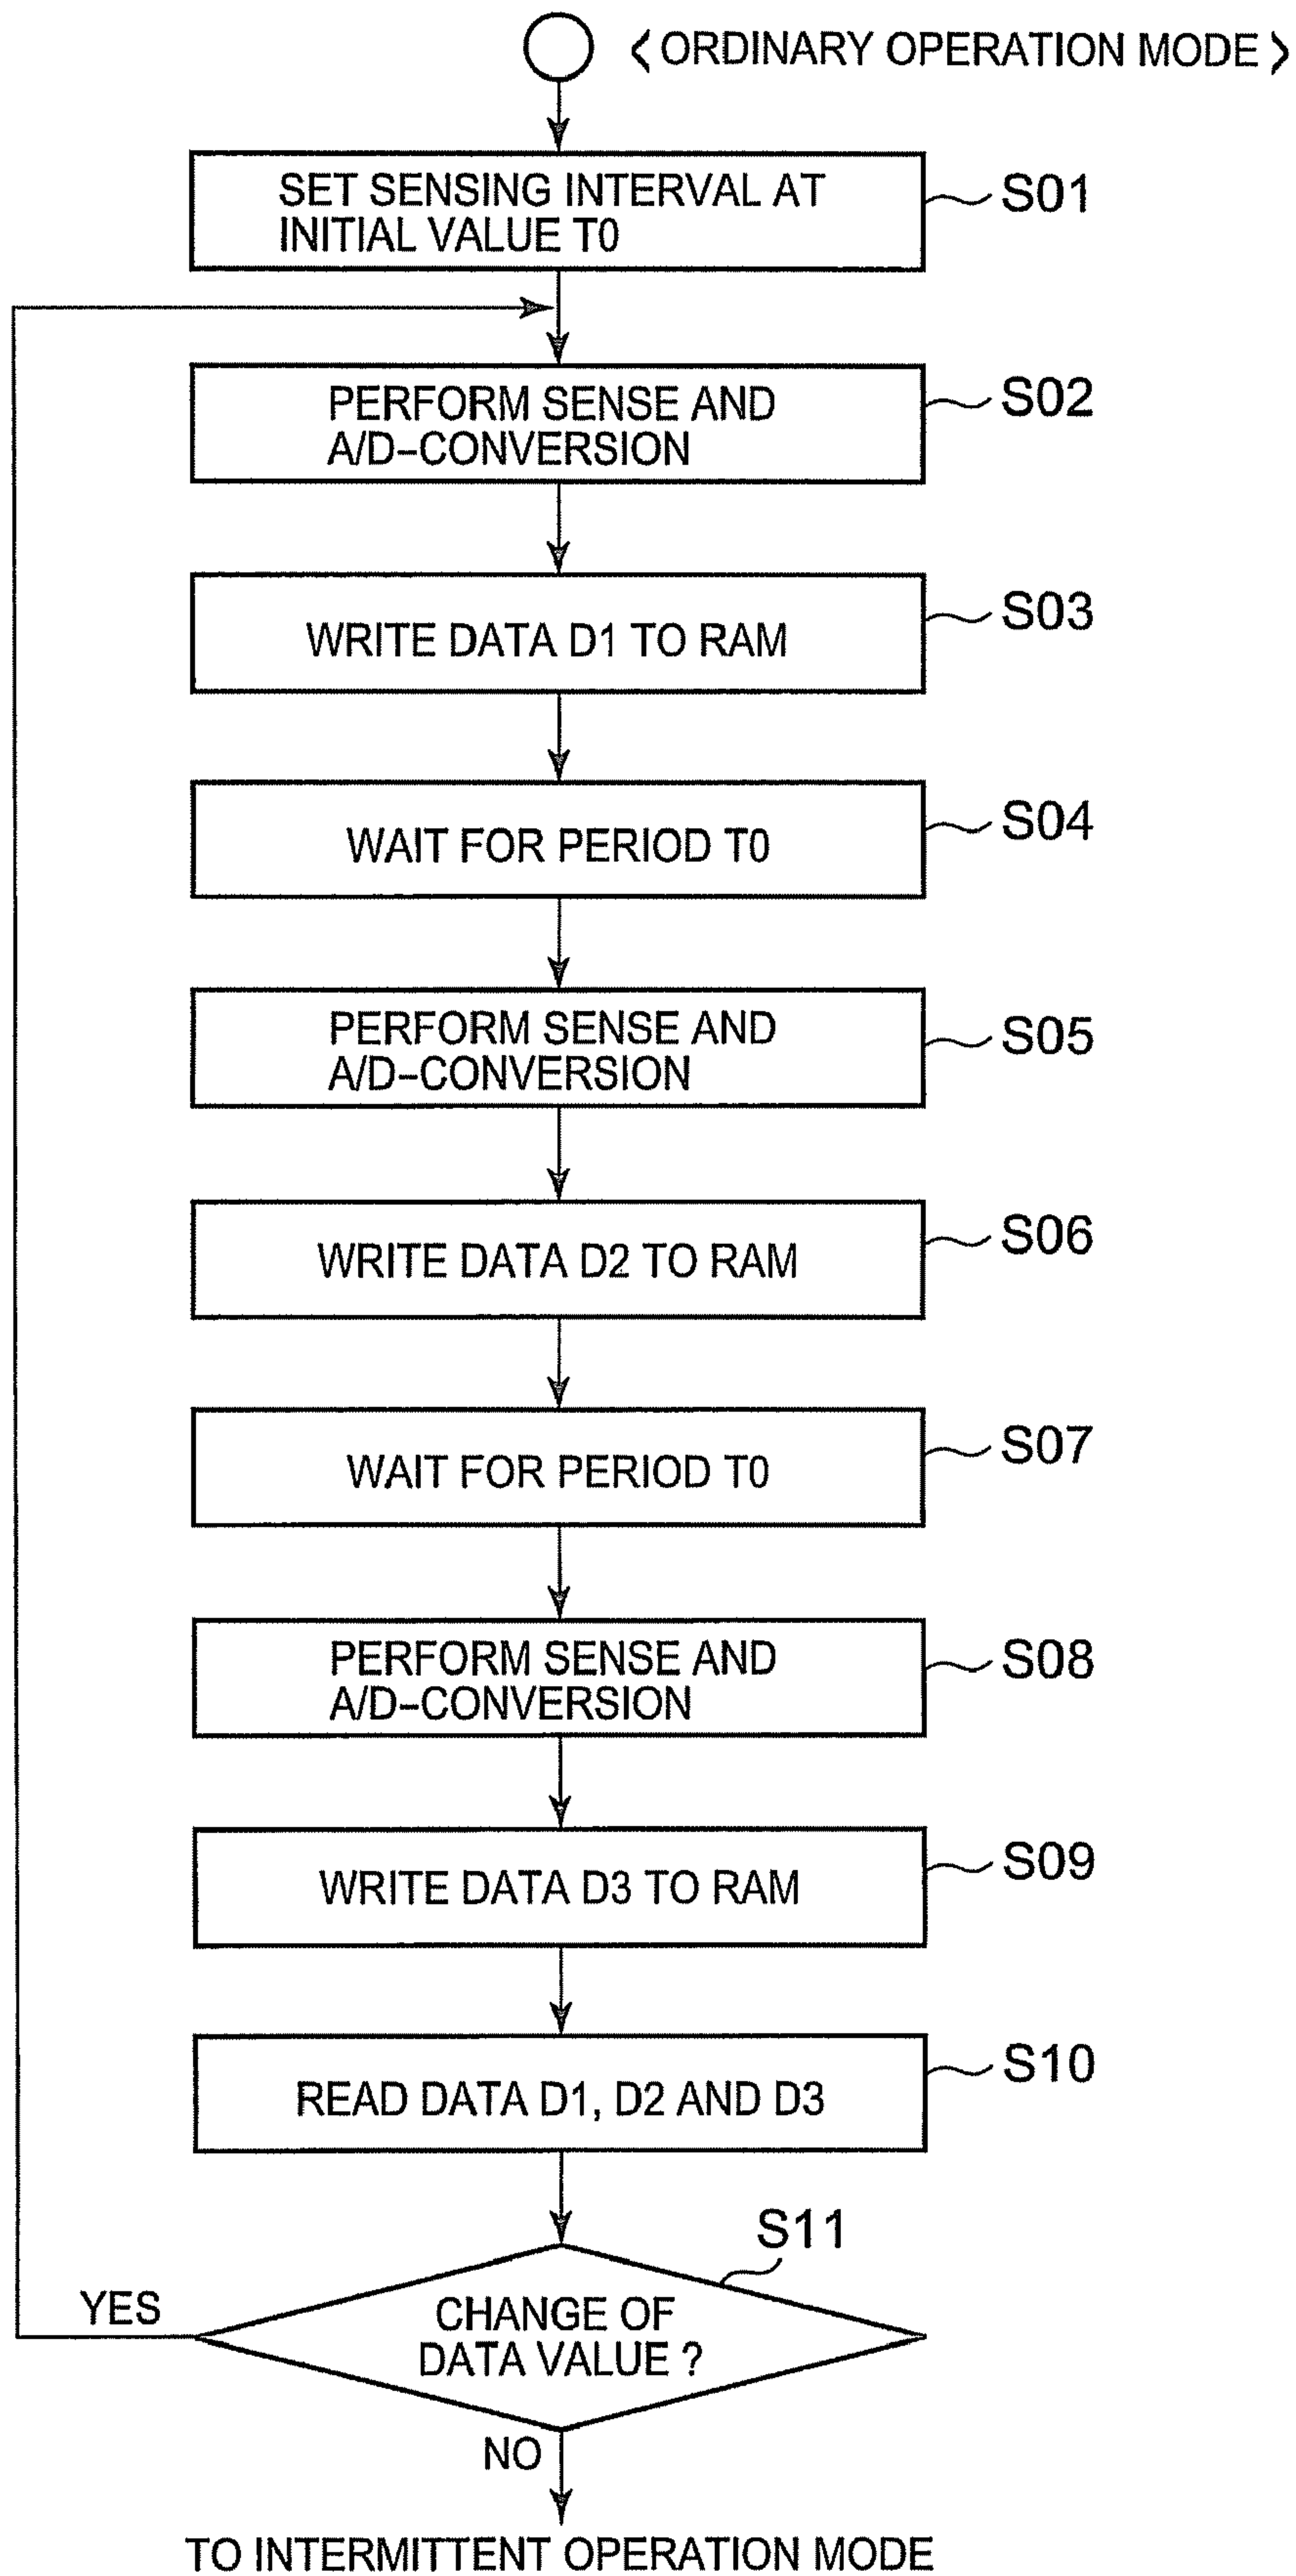 < ORDINARY OPERATION MODE >
SET SENSING INTERVAL AT
INITIAL VALUE T0
S01
PERFORM SENSE AND
A/D-CONVERSION
S02
WRITE DATA D1 TO RAM
S03
WAIT FOR PERIOD T0
S04
PERFORM SENSE AND
A/D-CONVERSION
S05
WRITE DATA D2 TO RAM
S06
WAIT FOR PERIOD T0
S07
PERFORM SENSE AND
A/D-CONVERSION
S08
WRITE DATA D3 TO RAM
S09
READ DATA D1, D2 AND D3
S10
S11
CHANGE OF
DATA VALUE ?
YES
NO
TO INTERMITTENT OPERATION MODE